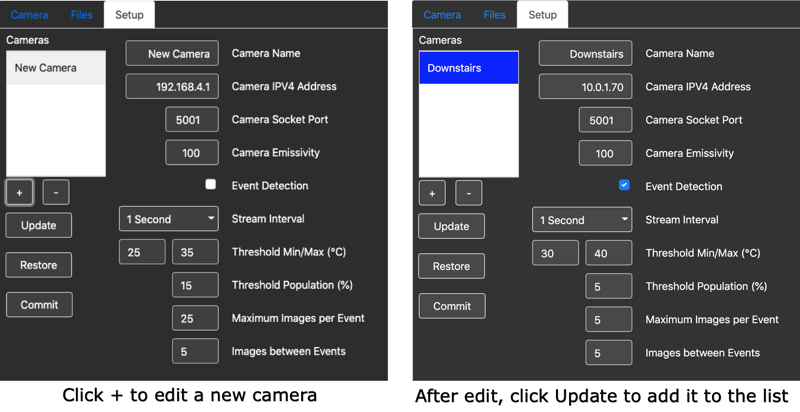 Camera Files Setup
Cameras
New Camera
New Camera Camera Name
192.168.4.1 Camera IPV4 Address
5001 Camera Socket Port
100 Camera Emissivity
+ - Event Detection
Update
1 Second Stream Interval
Restore
25 35 Threshold Min/Max (°C)
15 Threshold Population (%)
Commit
25 Maximum Images per Event
5 Images between Events
Click + to edit a new camera
Camera Files Setup
Cameras
Downstairs
Downstairs Camera Name
10.0.1.70 Camera IPV4 Address
5001 Camera Socket Port
100 Camera Emissivity
+ - Event Detection
Update
1 Second Stream Interval
Restore
30 40 Threshold Min/Max (°C)
5 Threshold Population (%)
Commit
5 Maximum Images per Event
5 Images between Events
After edit, click Update to add it to the list